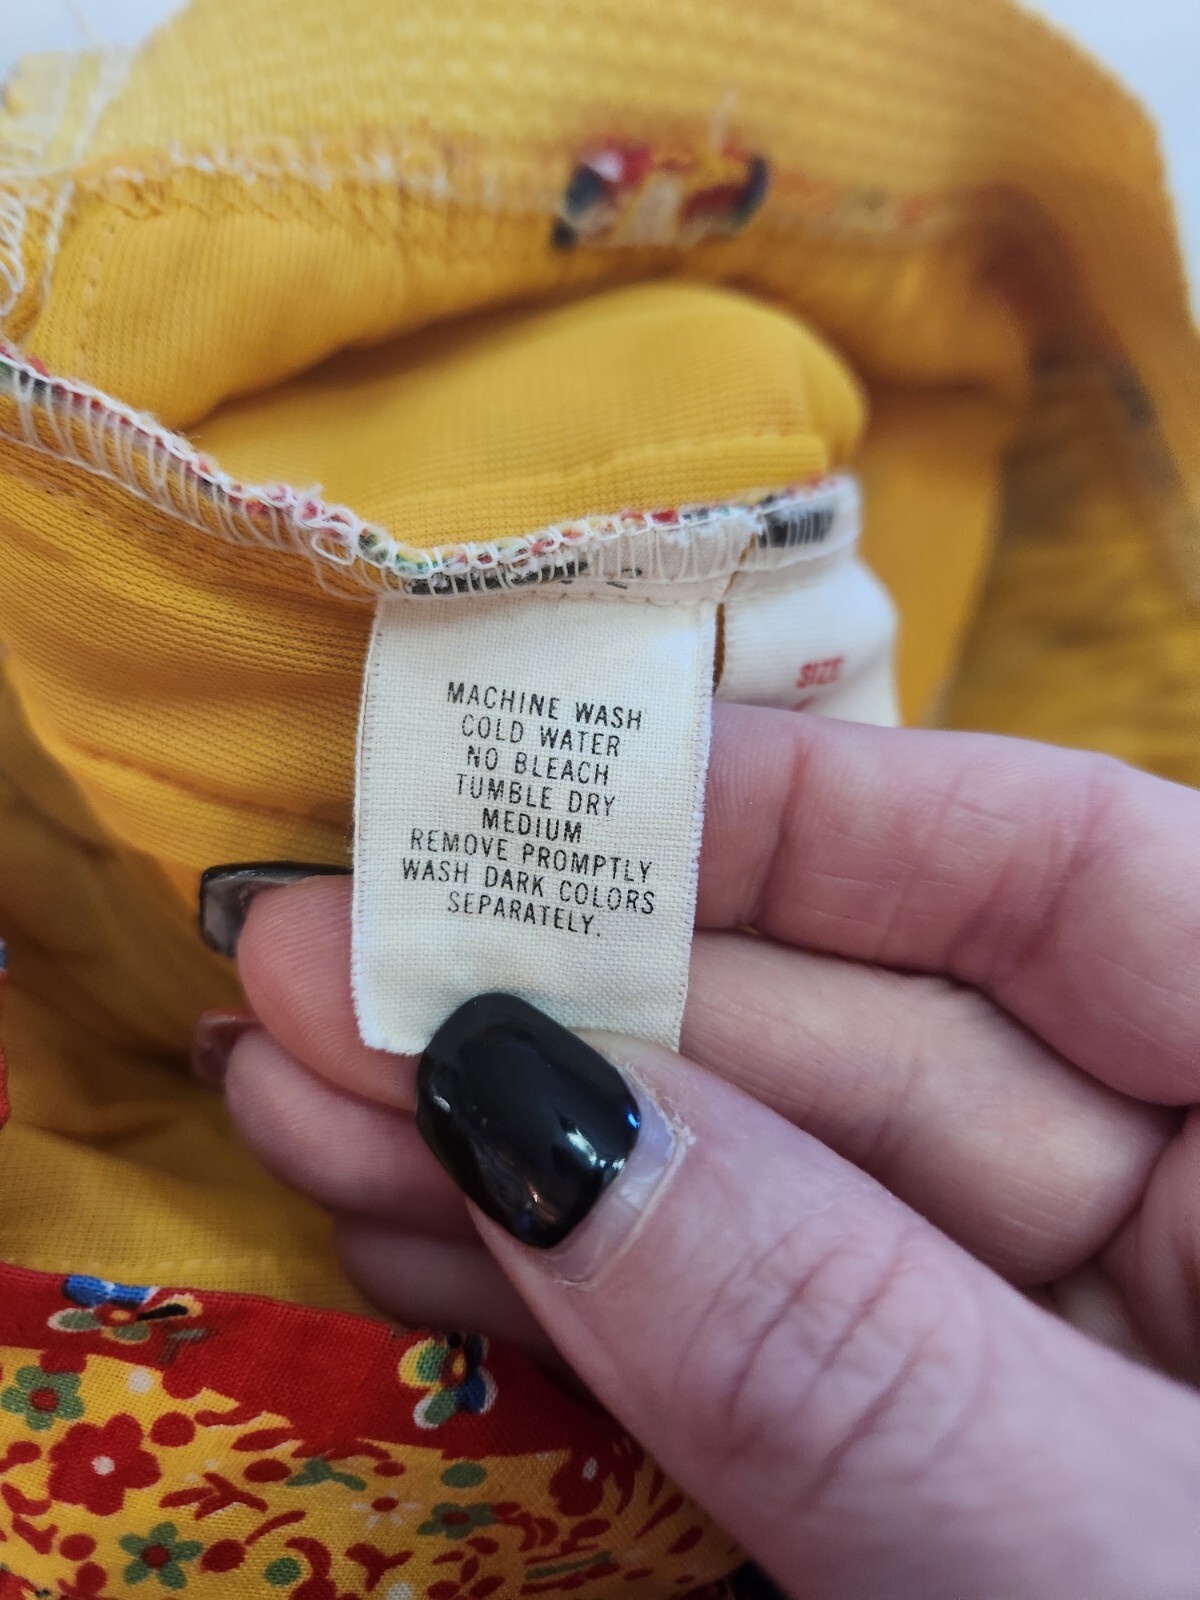 SIZE
MACHINE WASH
COLD WATER
NO BLEACH
TUMBLE DRY
MEDIUM
REMOVE PROMPTLY
WASH DARK COLORS
SEPARATELY.